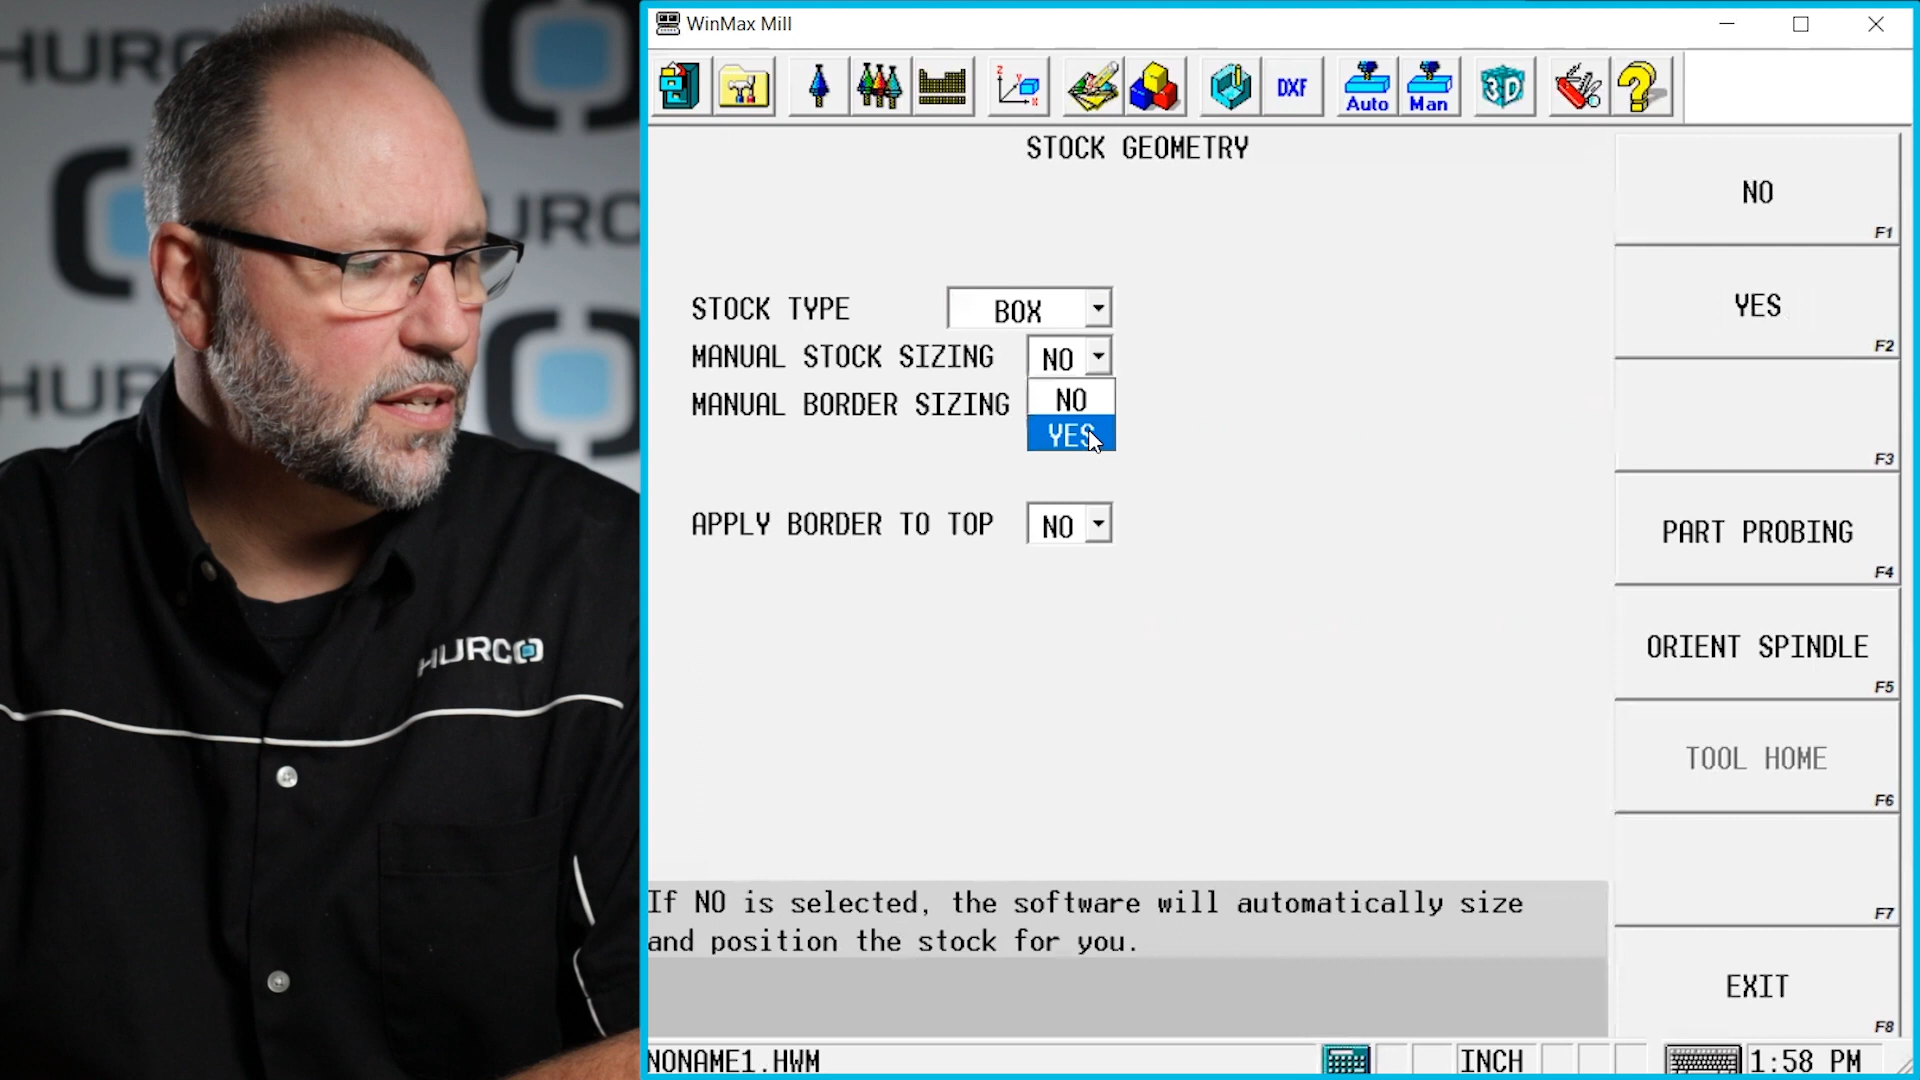 WinMax Mill
DXF
Auto
Man
3D
STOCK GEOMETRY
STOCK TYPE BOX
MANUAL STOCK SIZING NO
NO
MANUAL BORDER SIZING
YES
APPLY BORDER TO TOP NO
If NO is selected, the software will automatically size
and position the stock for you.
NONAME1.HWM
INCH
1:58 PM
NO
F1
YES
F2
F3
PART PROBING
F4
ORIENT SPINDLE
F5
TOOL HOME
F6
F7
EXIT
F8
HURCO
HURC
URC
HUR